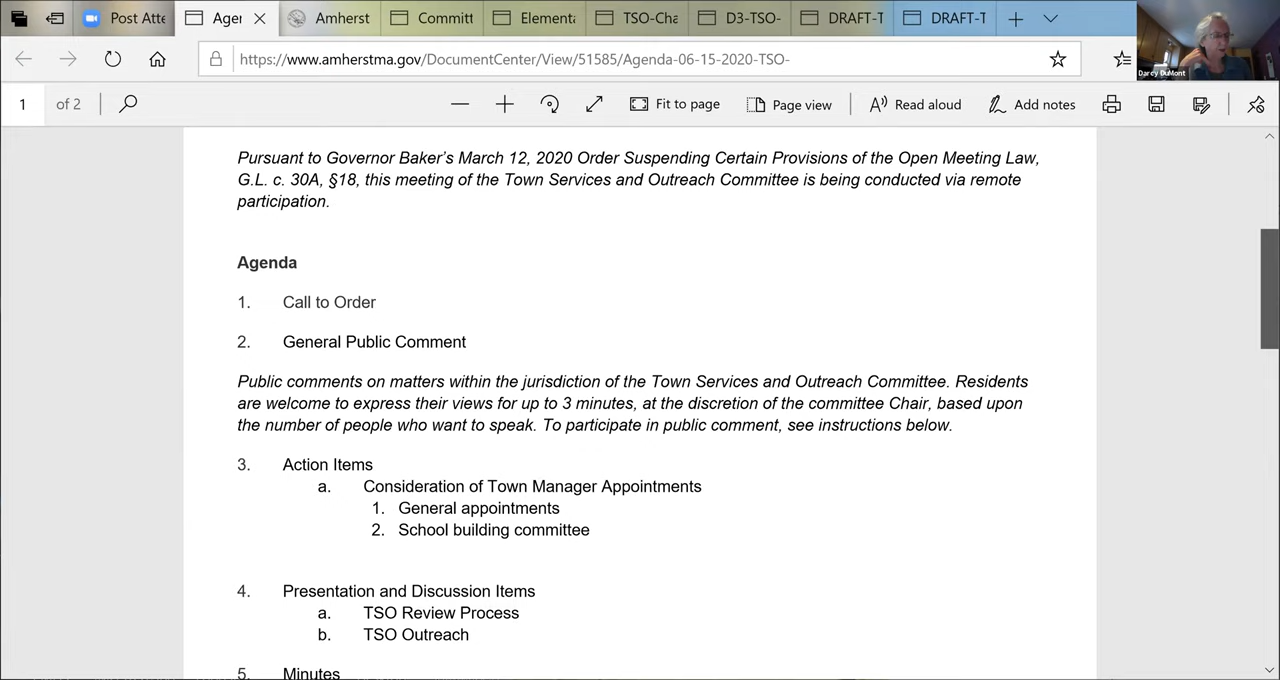 Post Atte
Ager
Amherst
Committ
Elementa
TSO-Cha
D3-TSO-
DRAFT-T
DRAFT-T
https://www.amherstma.gov/DocumentCenter/View/51585/Agenda-06-15-2020-TSO-
Darcy DuMont
1 of 2
Fit to page
Page view
Read aloud
Add notes
Pursuant to Governor Baker's March 12, 2020 Order Suspending Certain Provisions of the Open Meeting Law,
G.L. c. 30A, §18, this meeting of the Town Services and Outreach Committee is being conducted via remote
participation.
Agenda
1. Call to Order
2. General Public Comment
Public comments on matters within the jurisdiction of the Town Services and Outreach Committee. Residents
are welcome to express their views for up to 3 minutes, at the discretion of the committee Chair, based upon
the number of people who want to speak. To participate in public comment, see instructions below.
3. Action Items
a. Consideration of Town Manager Appointments
1. General appointments
2. School building committee
4. Presentation and Discussion Items
a. TSO Review Process
b. TSO Outreach
5. Minutes